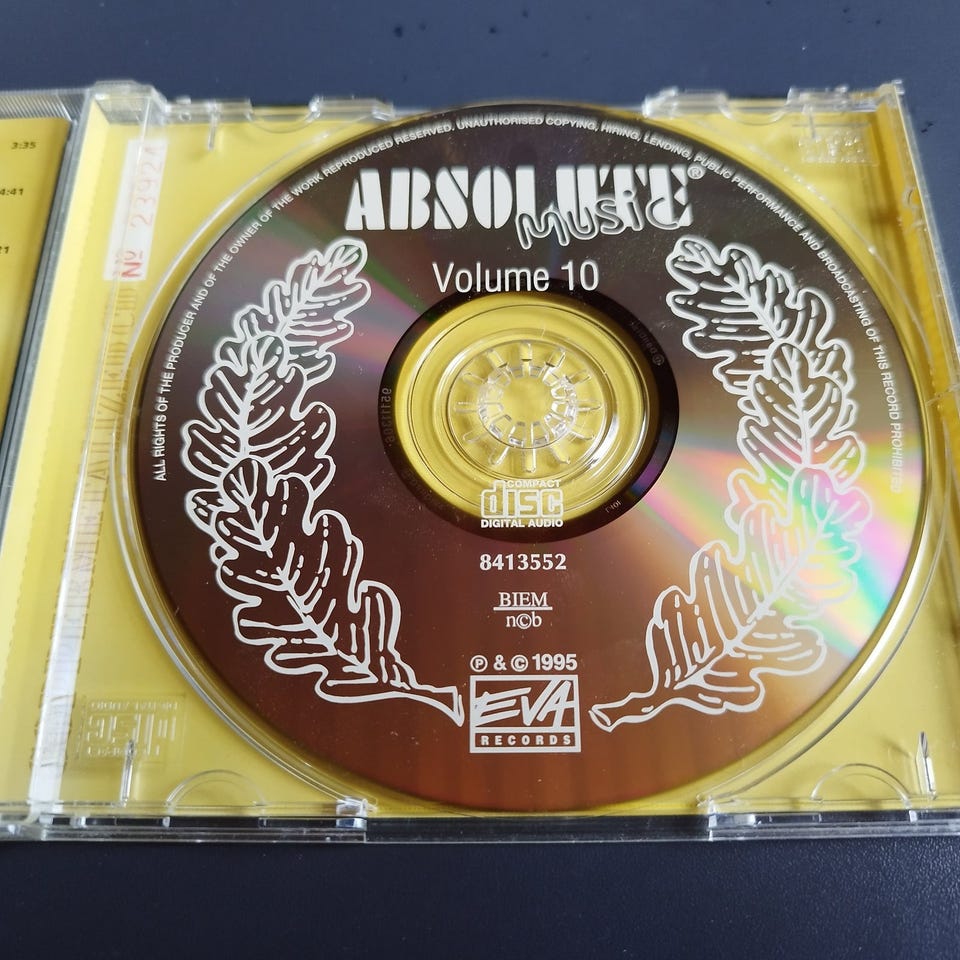 3:35
4:41
Nº 23924
ALL RIGHTS OF THE PRODUCER AND OF THE OWNER OF THE WORK REPRODUCED RESERVED. UNAUTHORISED COPYING, HIRING, LENDING, PUBLIC PERFORMANCE AND BROADCASTING OF THIS RECORD PROHIBITED
ABSOLUTE®
MUSIC
Volume 10
COMPACT
disc
DIGITAL AUDIO
8413552
BIEM
n©b
℗ & © 1995
EVA
RECORDS